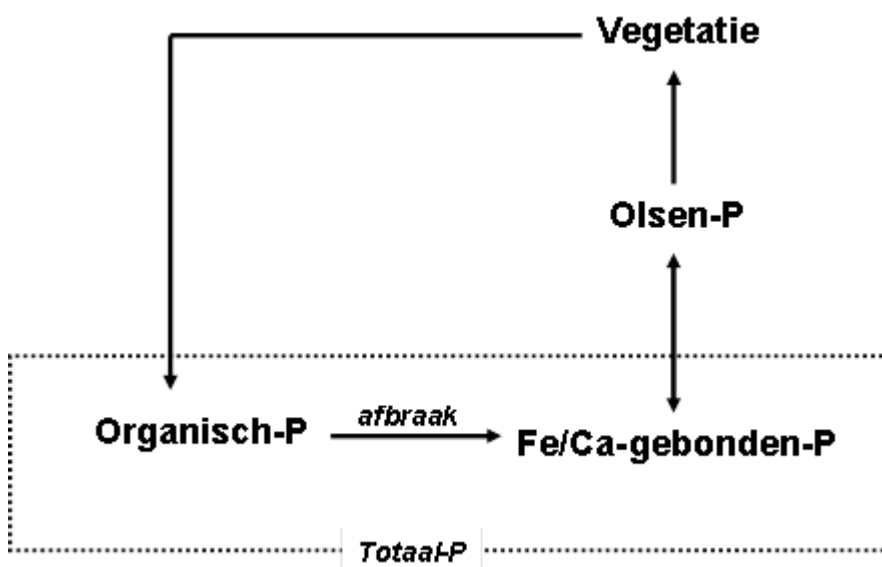 Vegetatie
Olsen-P
afbraak
Organisch-P
Fe/Ca-gebonden-P
Totaal-P